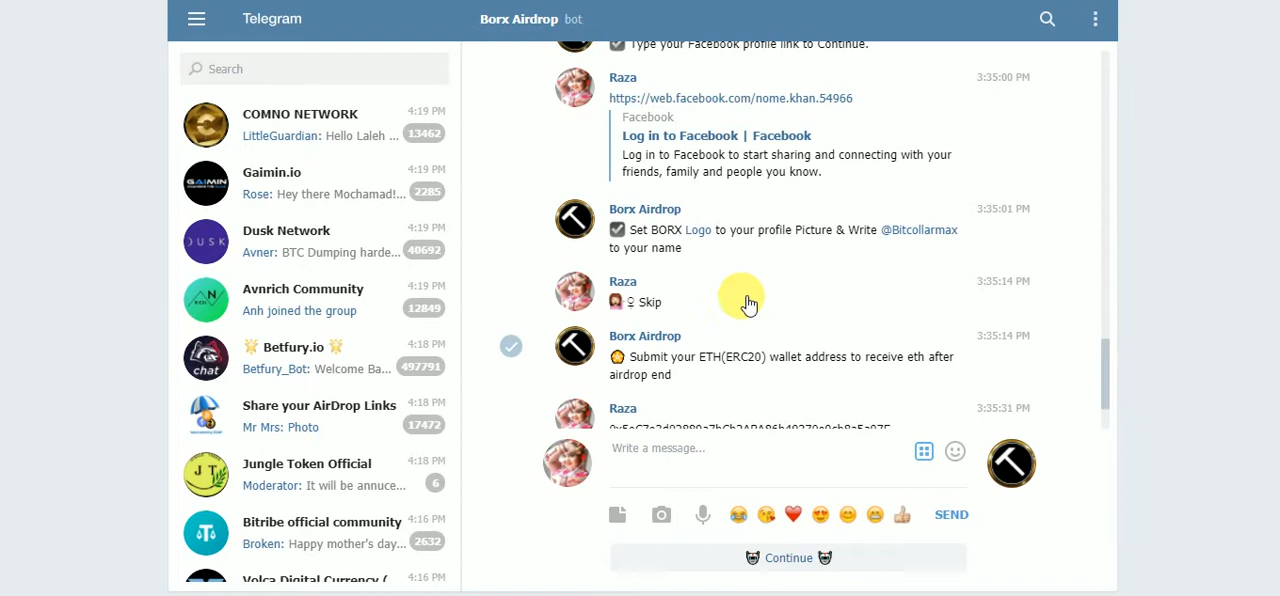 Telegram
Borx Airdrop bot
Search
COMNO NETWORK 4:19 PM
LittleGuardian: Hello Laleh ... 13462
Gaimin.io 4:19 PM
Rose: Hey there Mochamad!... 2285
Dusk Network 4:19 PM
Avner: BTC Dumping harde... 40692
Avnrich Community 4:19 PM
Anh joined the group 12849
Betfury.io 4:18 PM
Betfury_Bot: Welcome Ba... 497791
Share your AirDrop Links 4:18 PM
Mr Mrs: Photo 17472
Jungle Token Official 4:18 PM
Moderator: It will be annuce... 6
Bitribe official community 4:16 PM
Broken: Happy mother's day... 2632
Volca Digital Currency ( 4:16 PM
Type your Facebook profile link to Continue.
Raza 3:35:00 PM
https://web.facebook.com/nome.khan.54966
Facebook
Log in to Facebook | Facebook
Log in to Facebook to start sharing and connecting with your
friends, family and people you know.
Borx Airdrop 3:35:01 PM
Set BORX Logo to your profile Picture & Write @Bitcollarmax
to your name
Raza 3:35:14 PM
Skip
Borx Airdrop 3:35:14 PM
Submit your ETH(ERC20) wallet address to receive eth after
airdrop end
Raza 3:35:31 PM
Write a message...
SEND
Continue